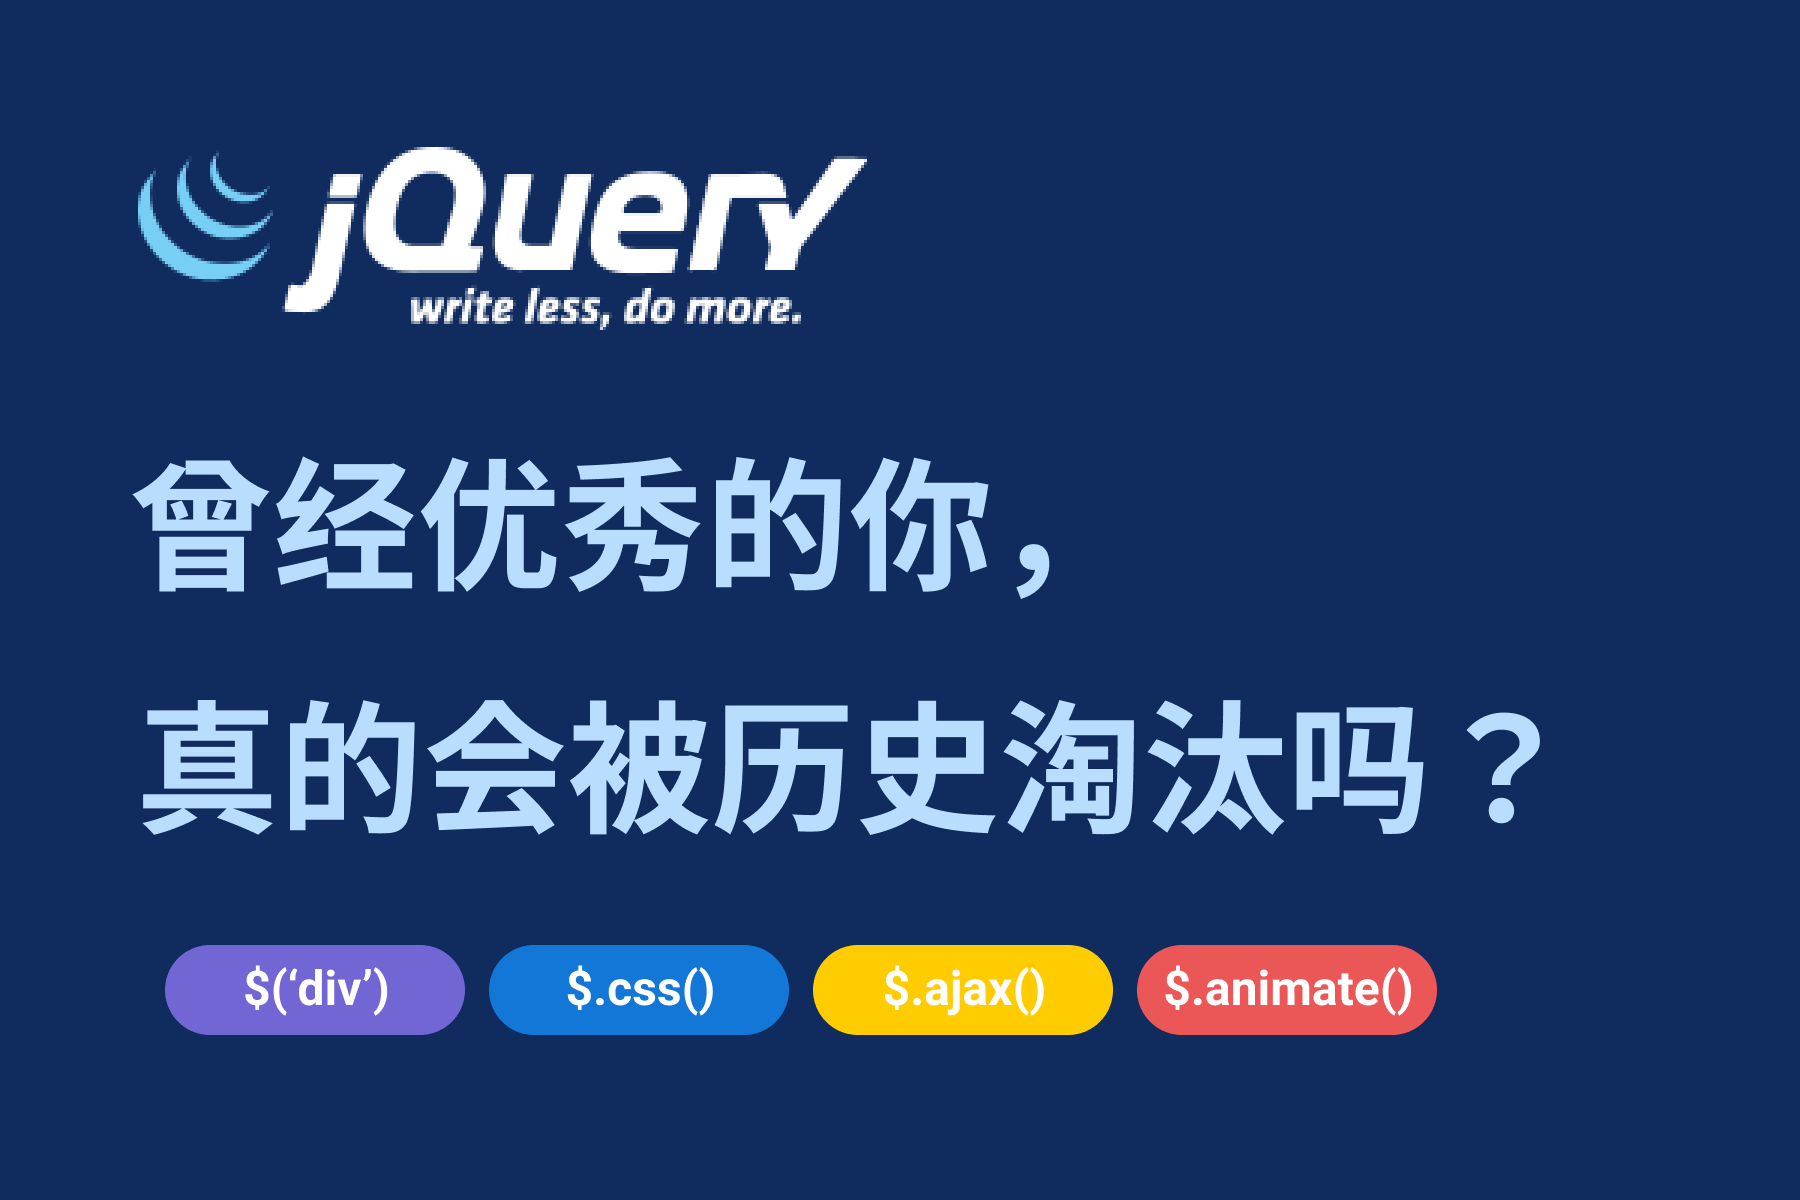 jQuery
write less, do more.
曾经优秀的你，
真的会被历史淘汰吗？
$(‘div’) $.css() $.ajax() $.animate()